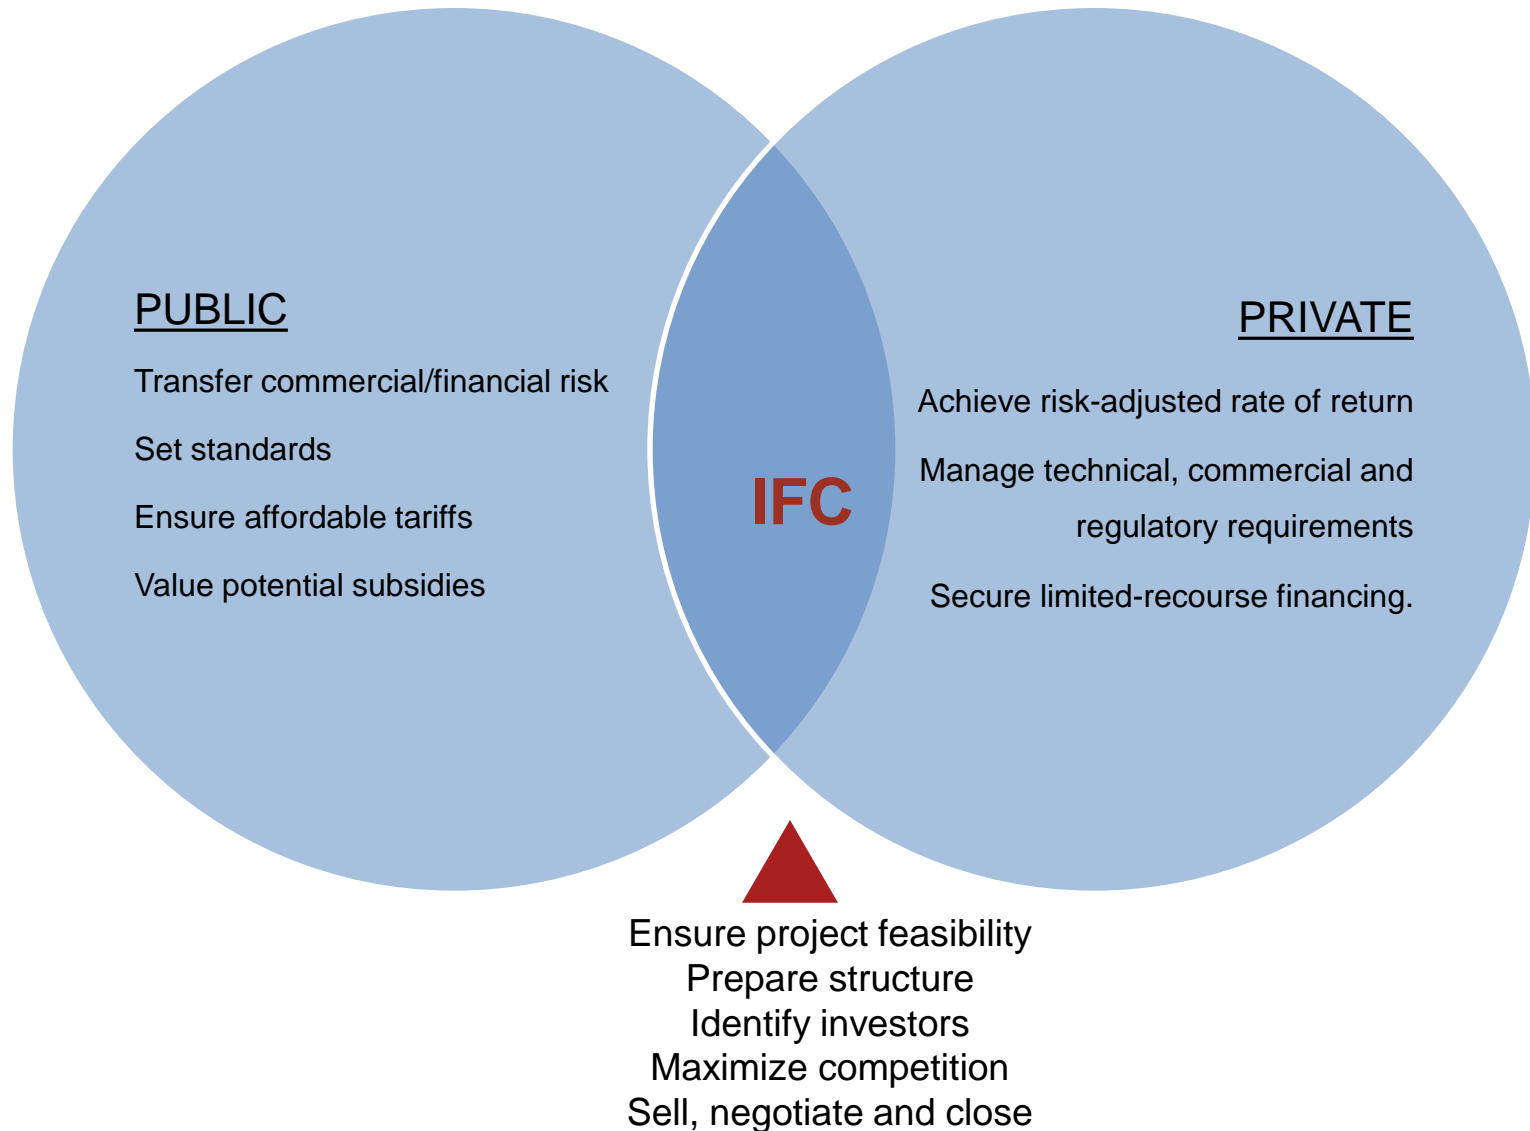 PUBLIC
Transfer commercial/financial risk
Set standards
Ensure affordable tariffs
Value potential subsidies
IFC
PRIVATE
Achieve risk-adjusted rate of return
Manage technical, commercial and
regulatory requirements
Secure limited-recourse financing.
Ensure project feasibility
Prepare structure
Identify investors
Maximize competition
Sell, negotiate and close